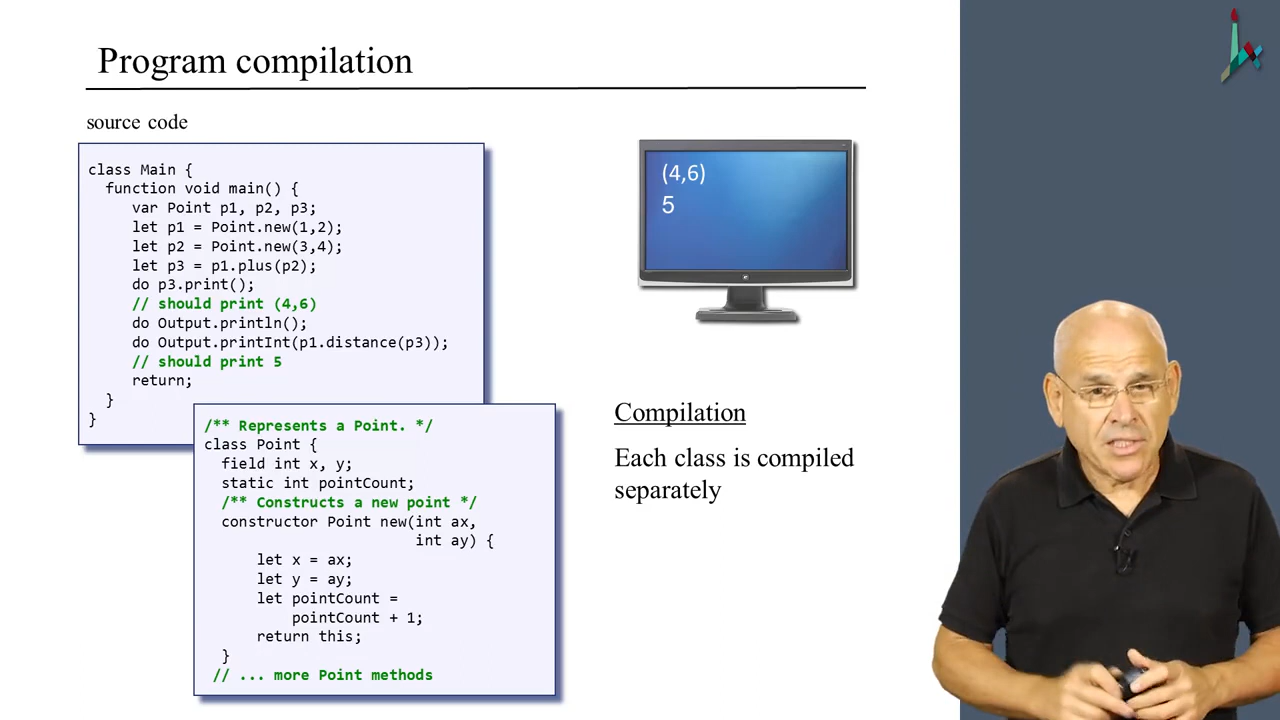 Program compilation
source code
class Main {
function void main() {
var Point p1, p2, p3;
let p1 = Point.new(1,2);
let p2 = Point.new(3,4);
let p3 = p1.plus(p2);
do p3.print();
// should print (4,6)
do Output.println();
do Output.printInt(p1.distance(p3));
// should print 5
return;
}
}
/** Represents a Point. */
class Point {
field int x, y;
static int pointCount;
/** Constructs a new point */
constructor Point new(int ax,
int ay) {
let x = ax;
let y = ay;
let pointCount =
pointCount + 1;
return this;
}
// ... more Point methods
(4,6)
5
Compilation
Each class is compiled
separately